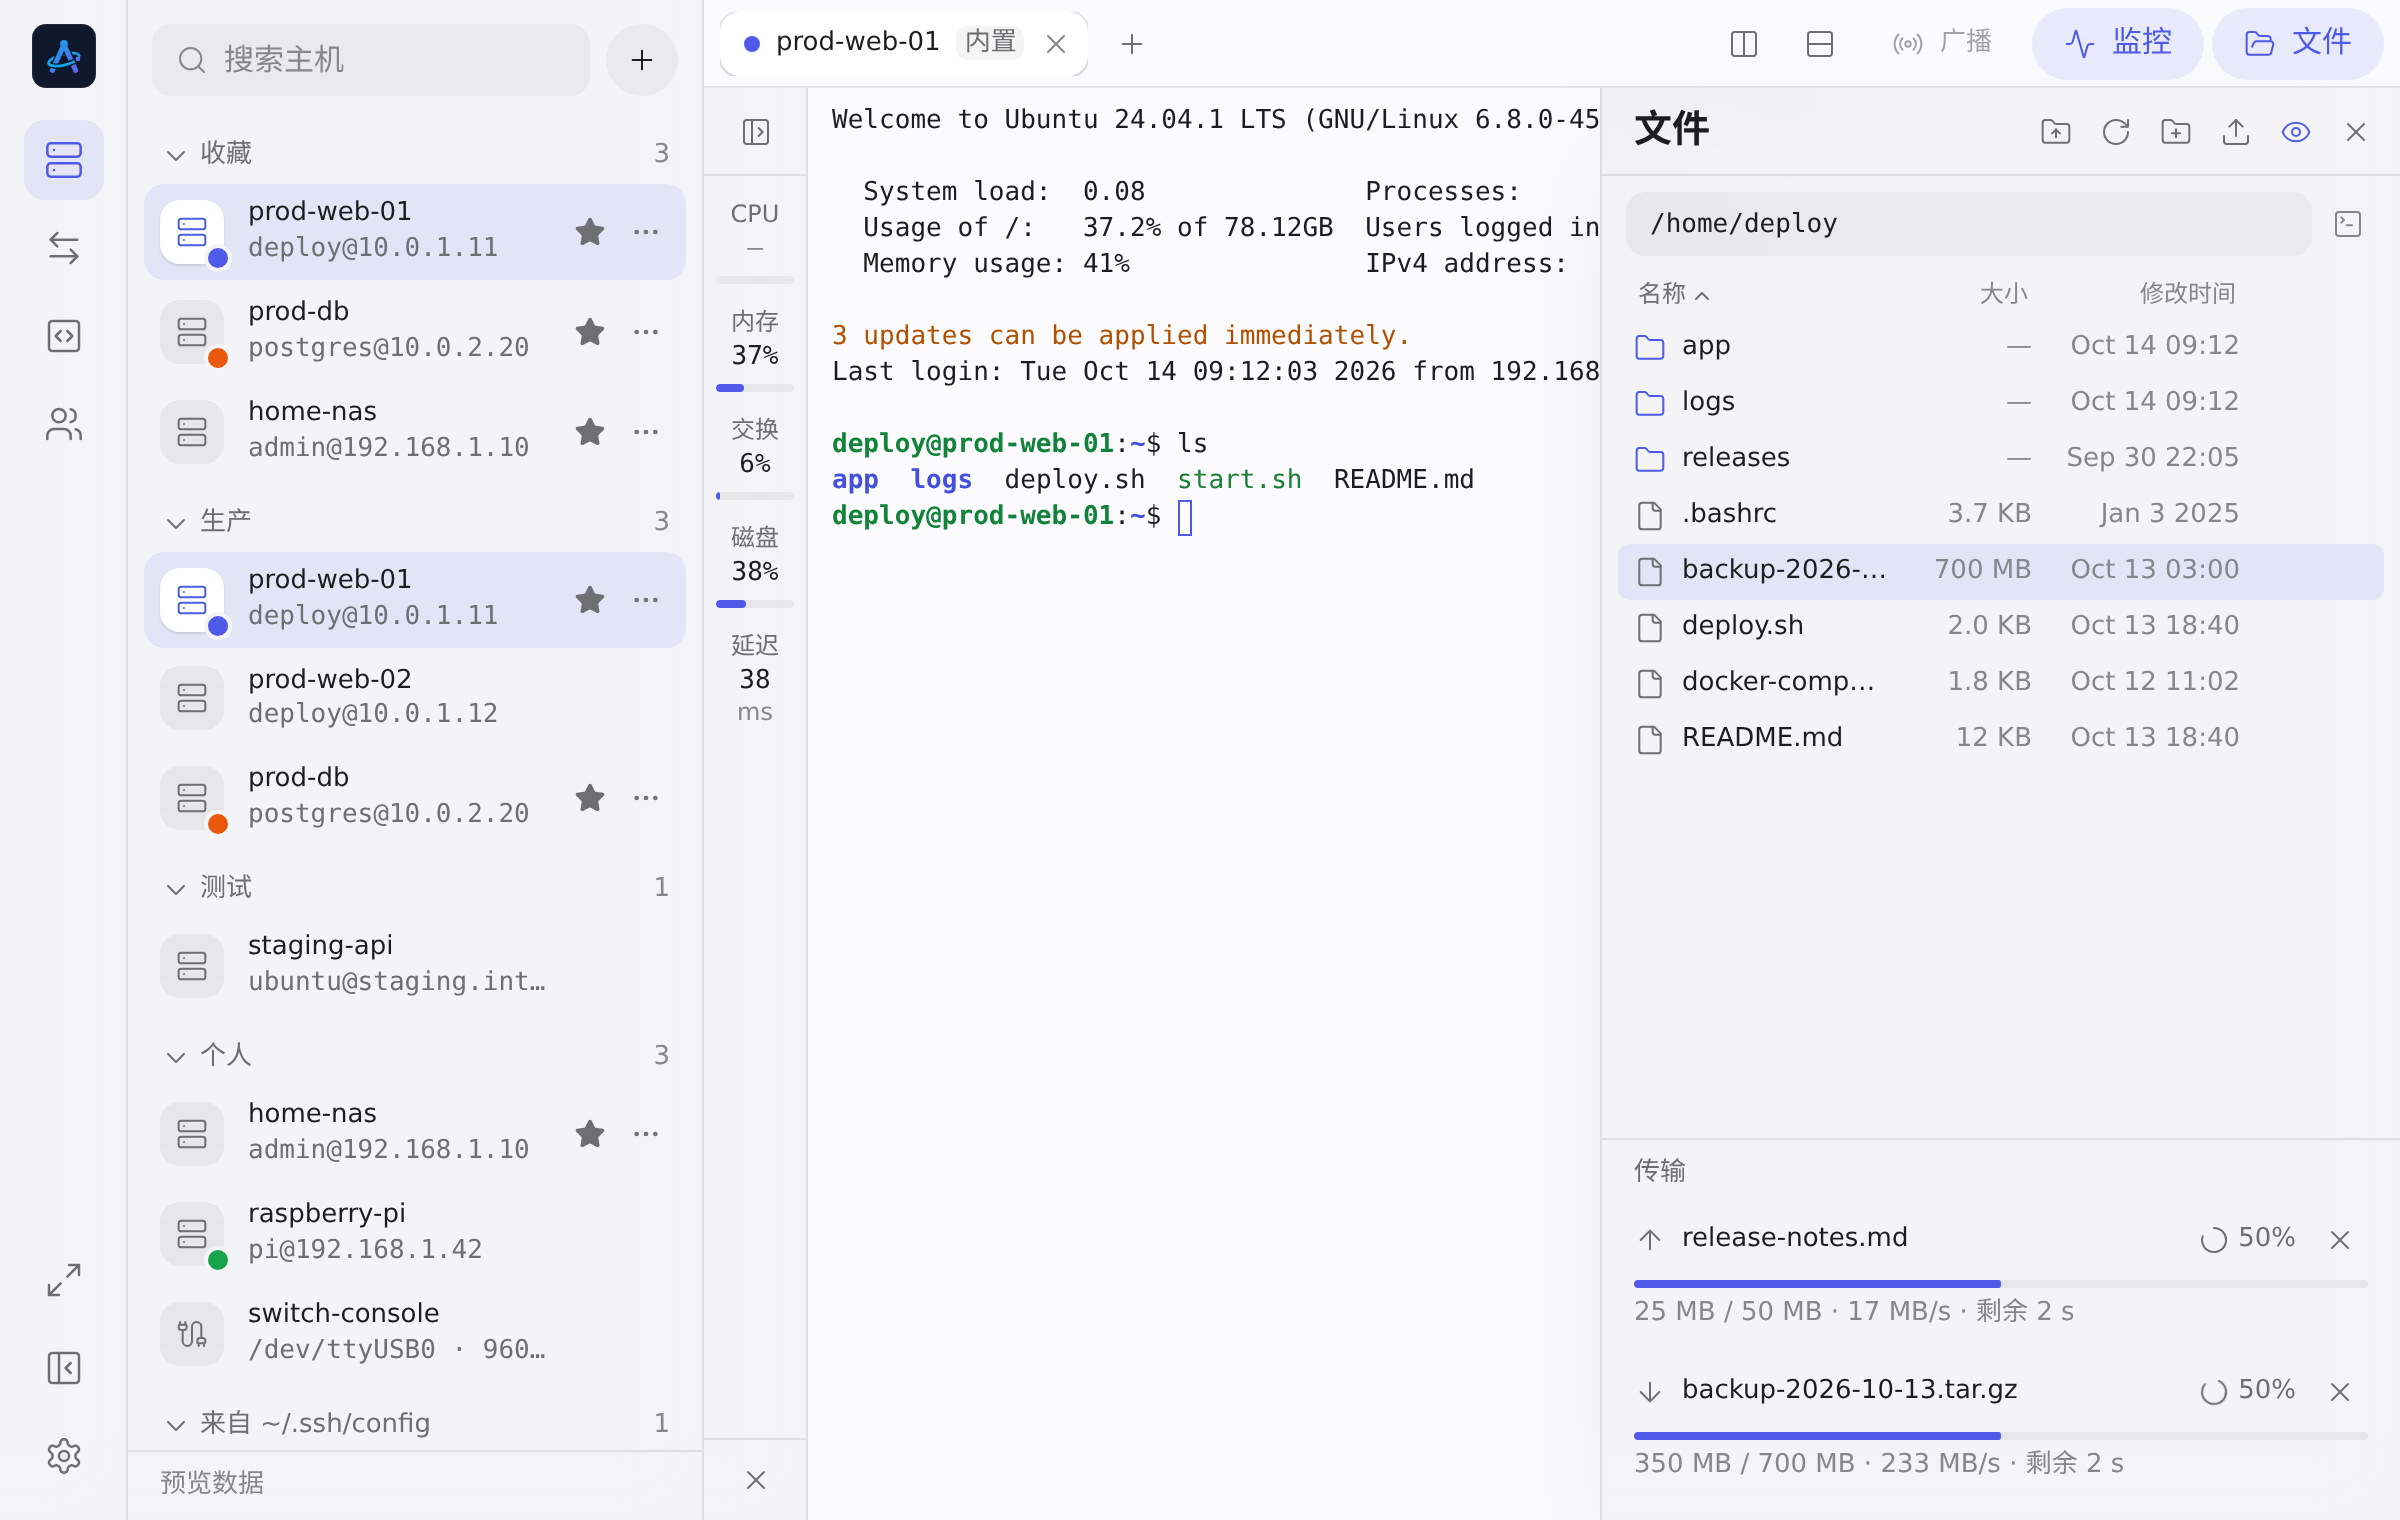 搜索主机
收藏 3
prod-web-01
deploy@10.0.1.11
prod-db
postgres@10.0.2.20
home-nas
admin@192.168.1.10
生产 3
prod-web-01
deploy@10.0.1.11
prod-web-02
deploy@10.0.1.12
prod-db
postgres@10.0.2.20
测试 1
staging-api
ubuntu@staging.int…
个人 3
home-nas
admin@192.168.1.10
raspberry-pi
pi@192.168.1.42
switch-console
/dev/ttyUSB0 · 960…
来自 ~/.ssh/config 1
预览数据
prod-web-01 内置
广播 监控 文件
CPU
—
内存
37%
交换
6%
磁盘
38%
延迟
38
ms
Welcome to Ubuntu 24.04.1 LTS (GNU/Linux 6.8.0-45
System load: 0.08 Processes:
Usage of /: 37.2% of 78.12GB Users logged in
Memory usage: 41% IPv4 address:
3 updates can be applied immediately.
Last login: Tue Oct 14 09:12:03 2026 from 192.168
deploy@prod-web-01:~$ ls
app logs deploy.sh start.sh README.md
deploy@prod-web-01:~$
文件
/home/deploy
名称 大小 修改时间
app — Oct 14 09:12
logs — Oct 14 09:12
releases — Sep 30 22:05
.bashrc 3.7 KB Jan 3 2025
backup-2026-… 700 MB Oct 13 03:00
deploy.sh 2.0 KB Oct 13 18:40
docker-comp… 1.8 KB Oct 12 11:02
README.md 12 KB Oct 13 18:40
传输
release-notes.md 50%
25 MB / 50 MB · 17 MB/s · 剩余 2 s
backup-2026-10-13.tar.gz 50%
350 MB / 700 MB · 233 MB/s · 剩余 2 s